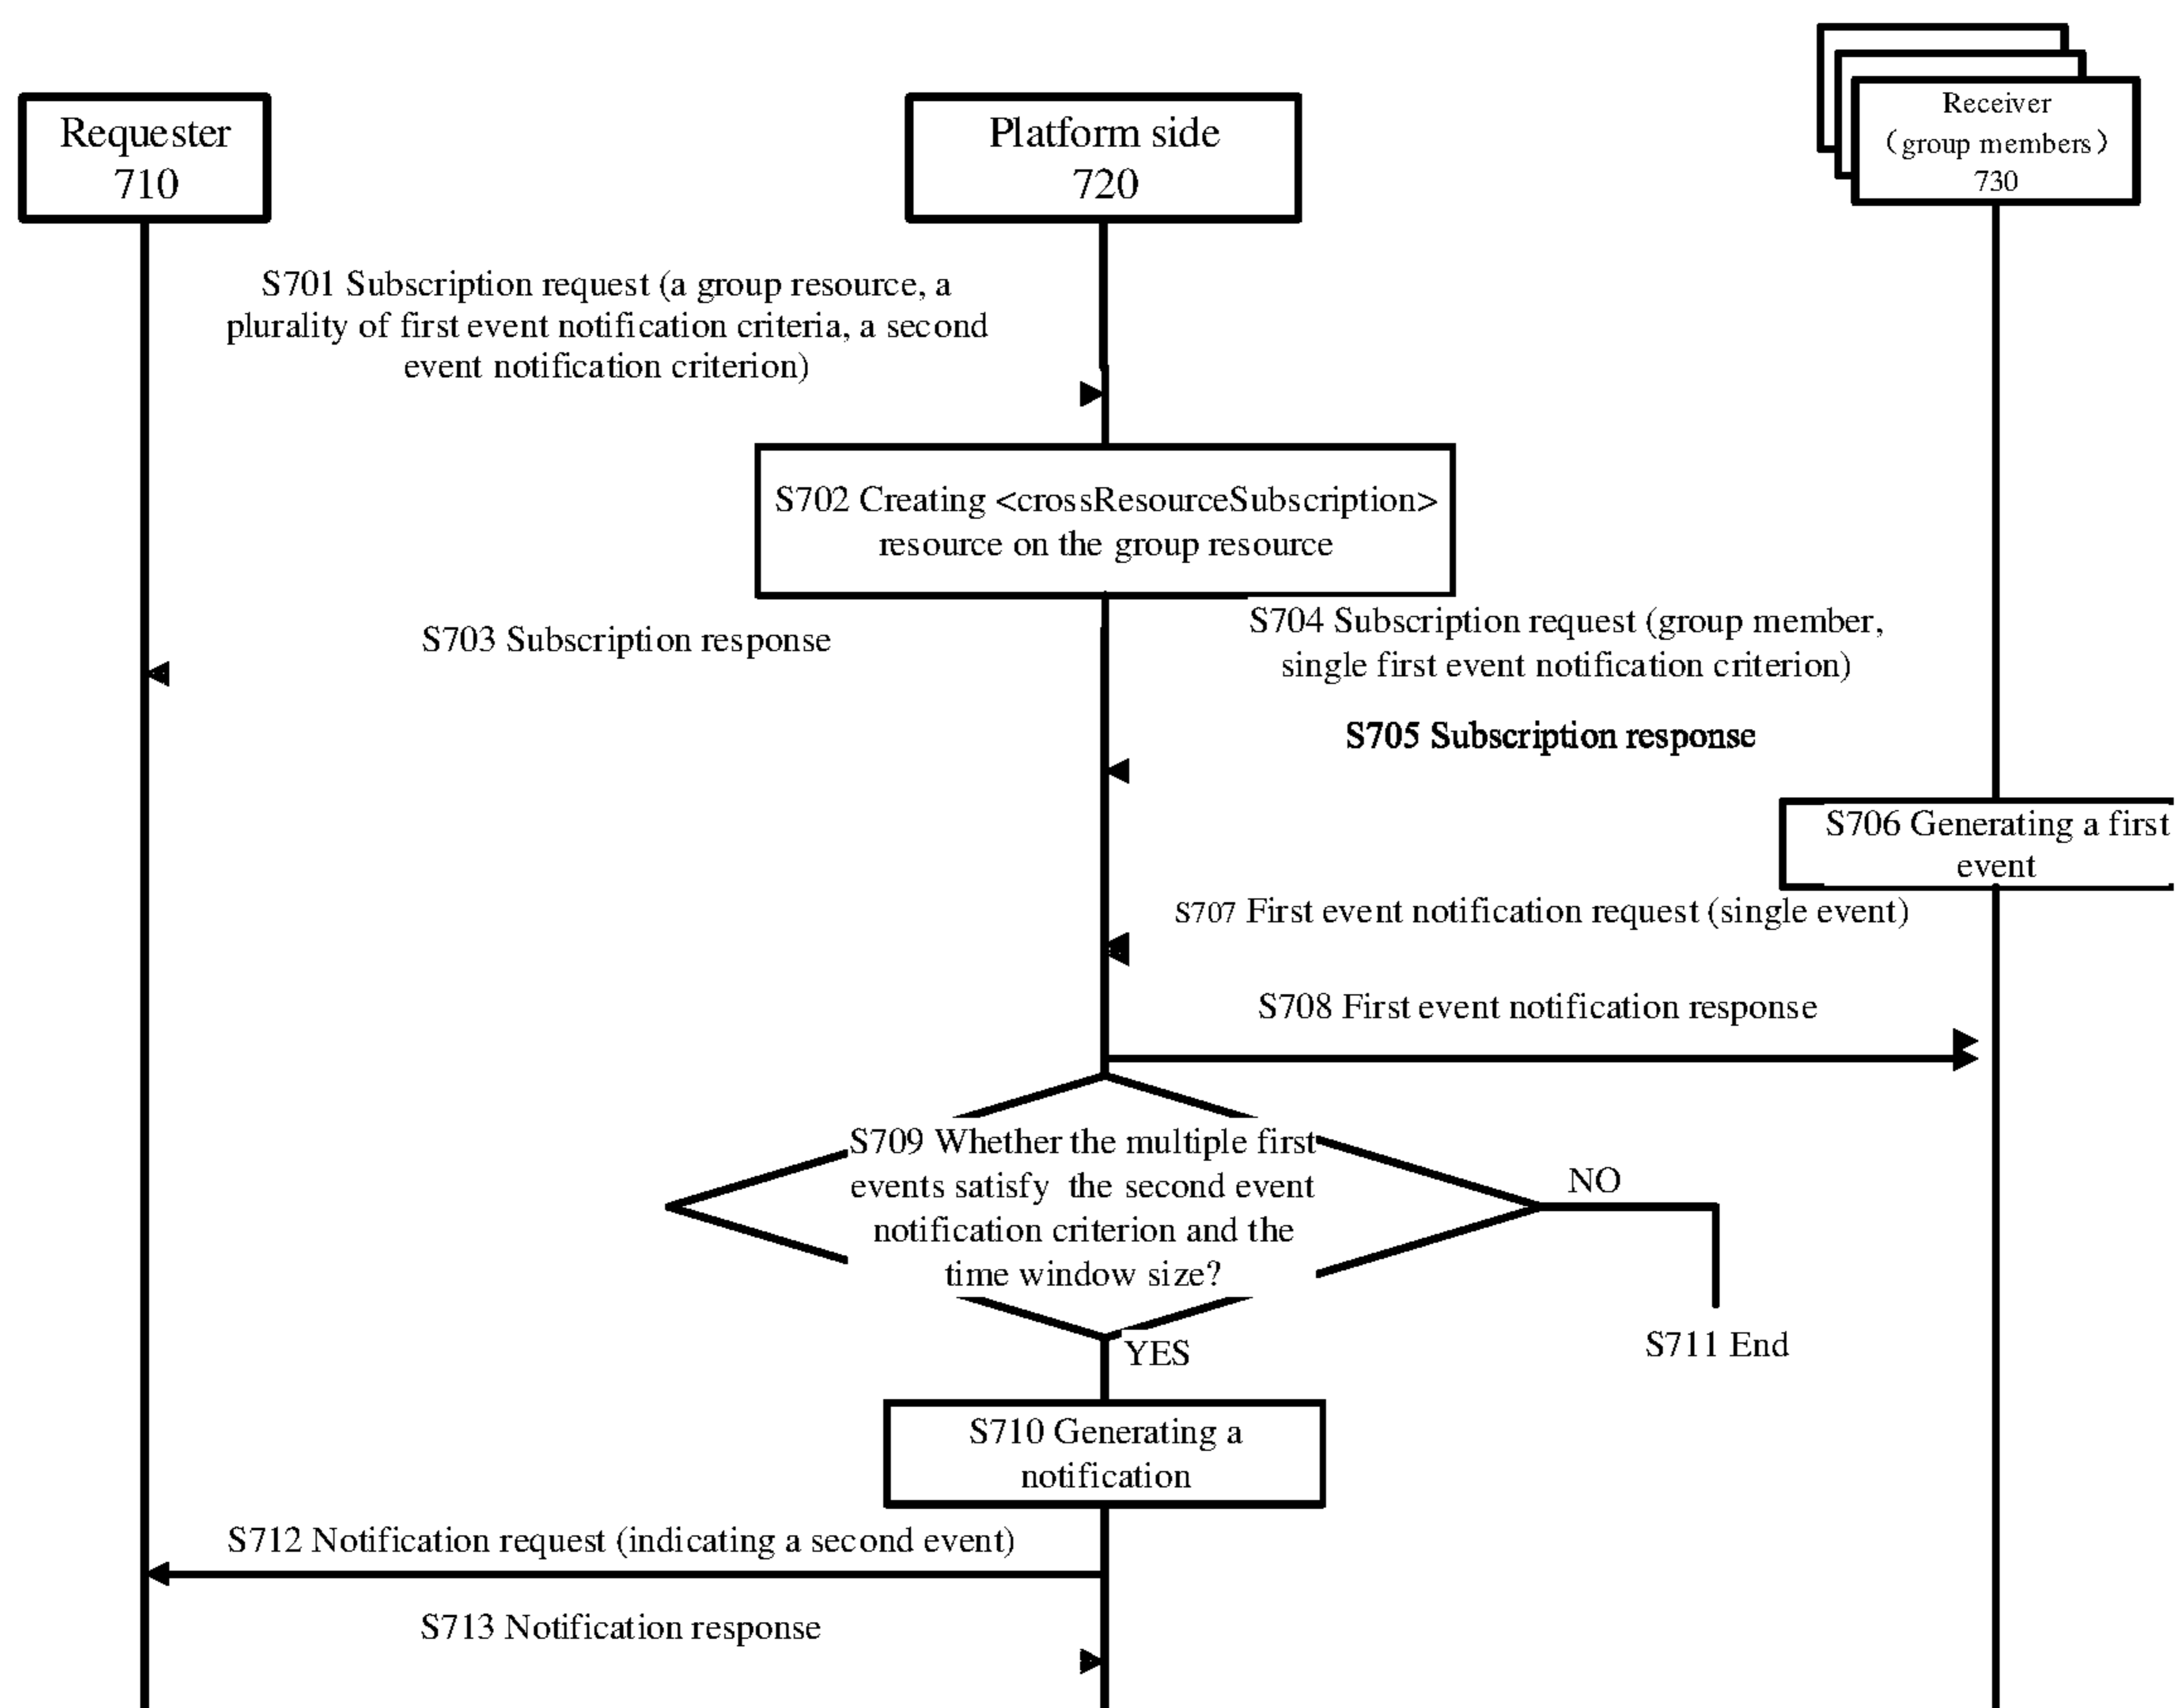 Requester
710
Platform side
720
Receiver
(group members)
730
S701 Subscription request (a group resource, a
plurality of first event notification criteria, a second
event notification criterion)
S702 Creating <crossResourceSubscription>
resource on the group resource
S703 Subscription response
S704 Subscription request (group member,
single first event notification criterion)
S705 Subscription response
S706 Generating a first
event
S707 First event notification request (single event)
S708 First event notification response
S709 Whether the multiple first
events satisfy the second event
notification criterion and the
time window size?
NO
S711 End
YES
S710 Generating a
notification
S712 Notification request (indicating a second event)
S713 Notification response